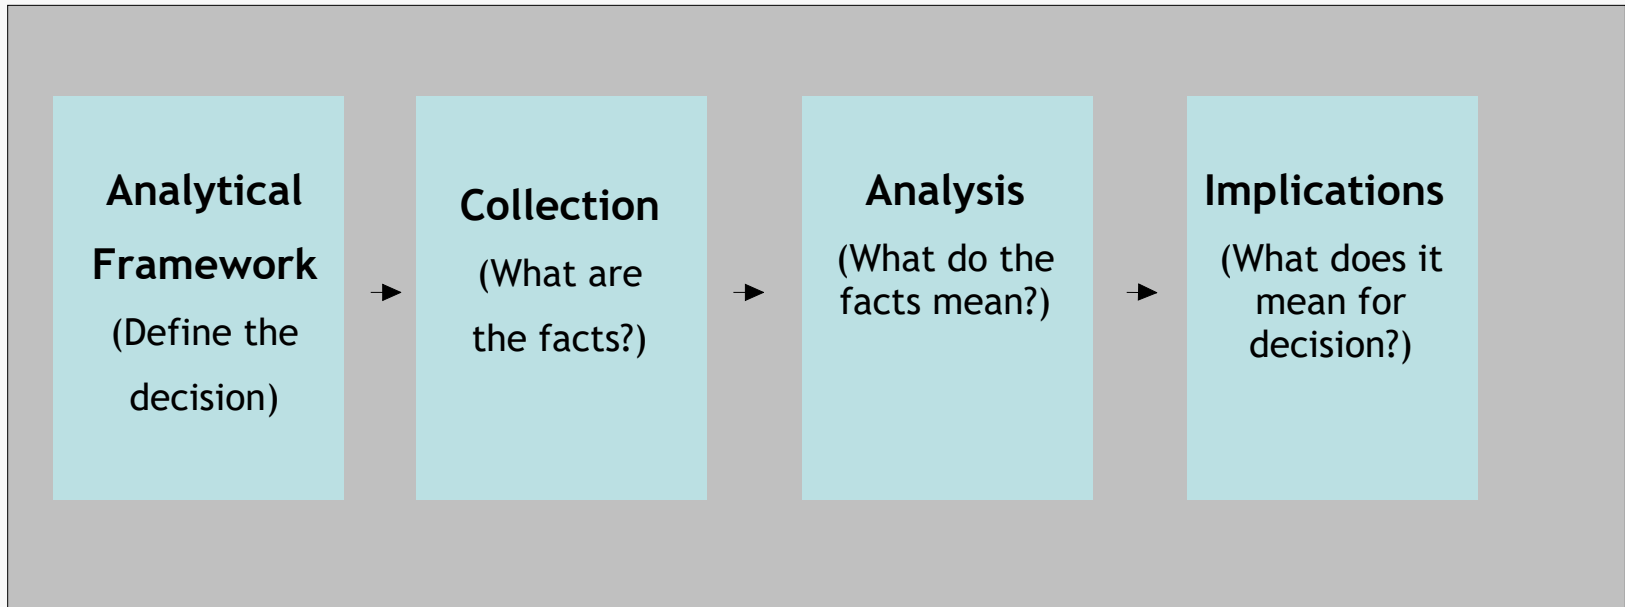 Analytical
Framework
(Define the
decision)
Collection
(What are
the facts?)
Analysis
(What do the
facts mean?)
Implications
(What does it
mean for
decision?)